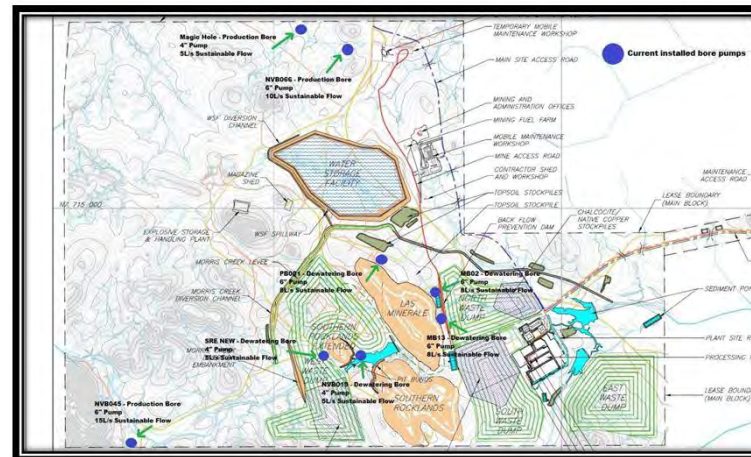 Magic Hole - Production Bore
4" Pump
5L/s Sustainable Flow
NVB066 - Production Bore
6" Pump
10L/s Sustainable Flow
TEMPORARY MOBILE
MAINTENANCE WORKSHOP
MAIN SITE ACCESS ROAD
Current installed bore pumps
MINING AND
ADMINISTRATION OFFICES
MINING FUEL FARM
MOBILE MAINTENANCE
WORKSHOP
MINE ACCESS ROAD
CONTRACTOR SHED
AND WORKSHOP
TOPSOIL STOCKPILES
TOPSOIL STOCKPILE
BACK FLOW
PREVENTION DAM
CHALCOCITE/
NATIVE COPPER
STOCKPILES
LEASE BOUNDARY
(MAIN BLOCK)
MAINTENANCE
ACCESS ROAD
WSF DIVERSION
CHANNEL
WATER
STORAGE
FACILITY
MAGAZINE
SHED
EXPLOSIVE STORAGE
& HANDLING PLANT
WSF SPILLWAY
MORRIS CREEK LEVEE
MORRIS CREEK
DIVERSION CHANNEL
EMBANKMENT
PB001 - Dewatering Bore
6" Pump
8L/s Sustainable Flow
MB02 - Dewatering Bore
6" Pump
8L/s Sustainable Flow
NORTH
WASTE
DUMP
LAS
MINERALE
MB13 - Dewatering Bore
6" Pump
8L/s Sustainable Flow
SOUTHERN
ROCKLANDS
EXTENDED
SRE NEW - Dewatering Bore
4" Pump
5L/s Sustainable Flow
NVB019 - Dewatering Bore
4" Pump
5L/s Sustainable Flow
PIT BUNDS
SOUTHERN
ROCKLANDS
SOUTH
WASTE
DUMP
EAST
WASTE
DUMP
SEDIMENT
PLANT SITE
PROCESSING
LEASE
(MAIN BLOCK)
NVB045 - Production Bore
6" Pump
15L/s Sustainable Flow